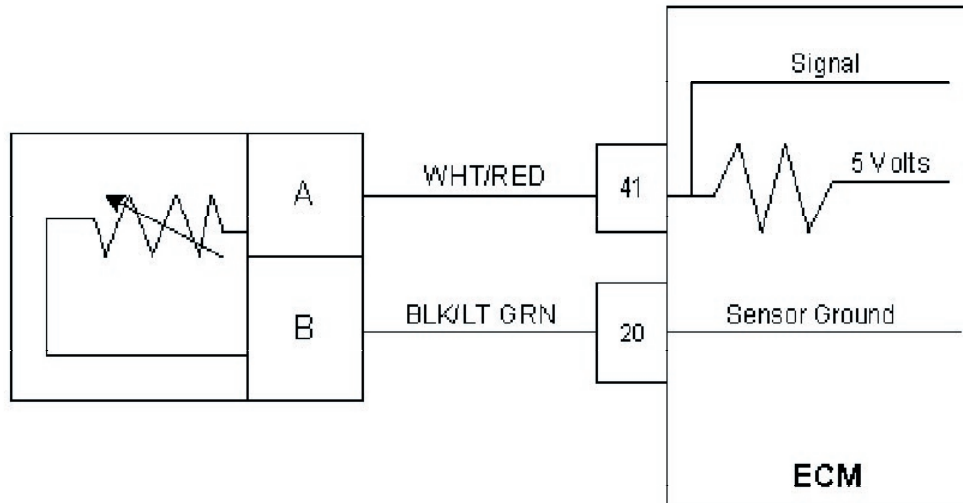 Signal
A
WHT/RED
41
5 Volts
B
BLK/LT GRN
20
Sensor Ground
ECM